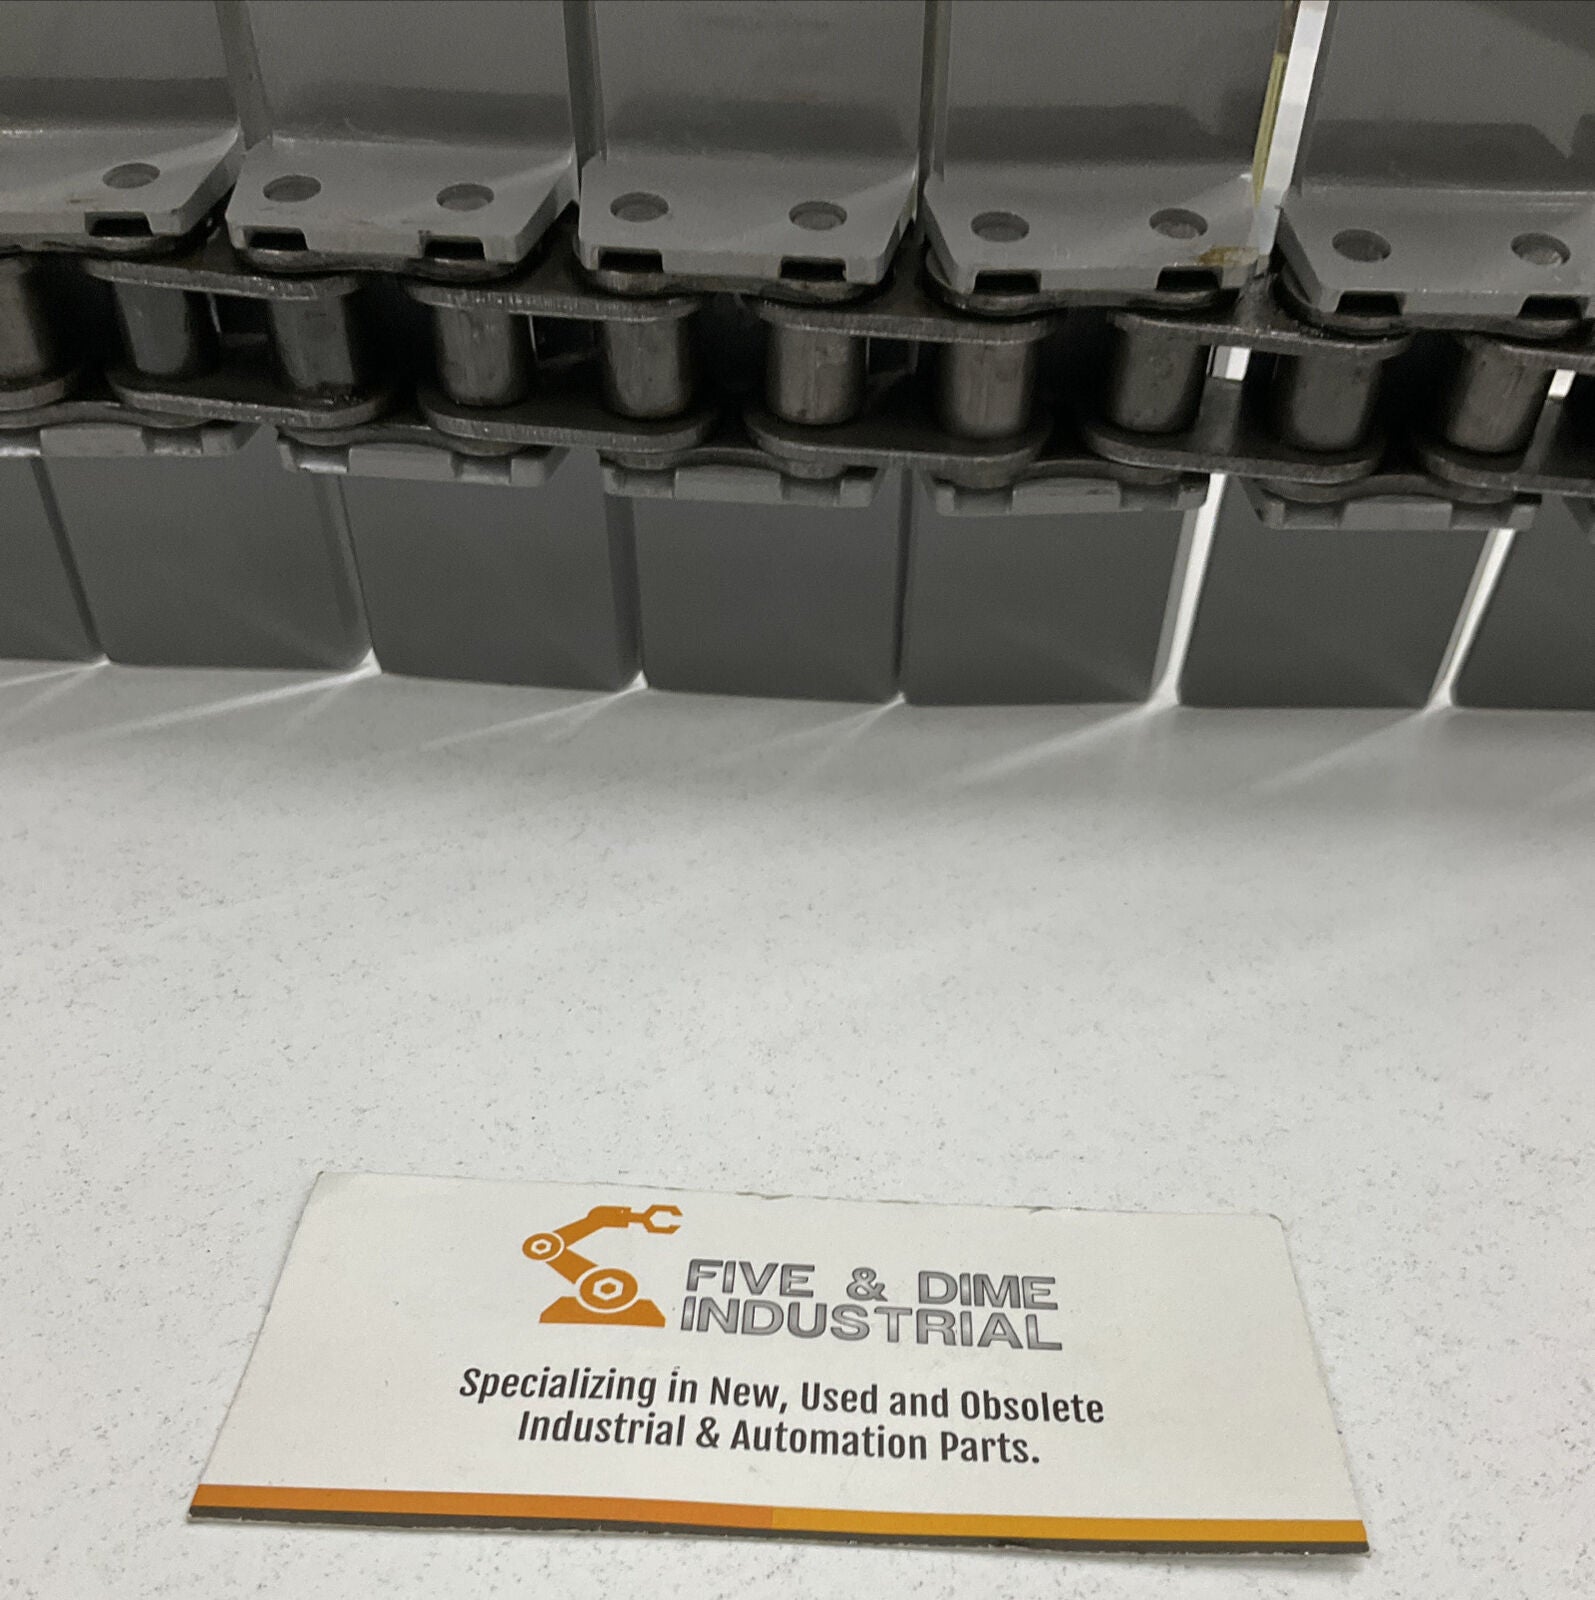 FIVE & DIME
INDUSTRIAL
Specializing in New, Used and Obsolete
Industrial & Automation Parts.